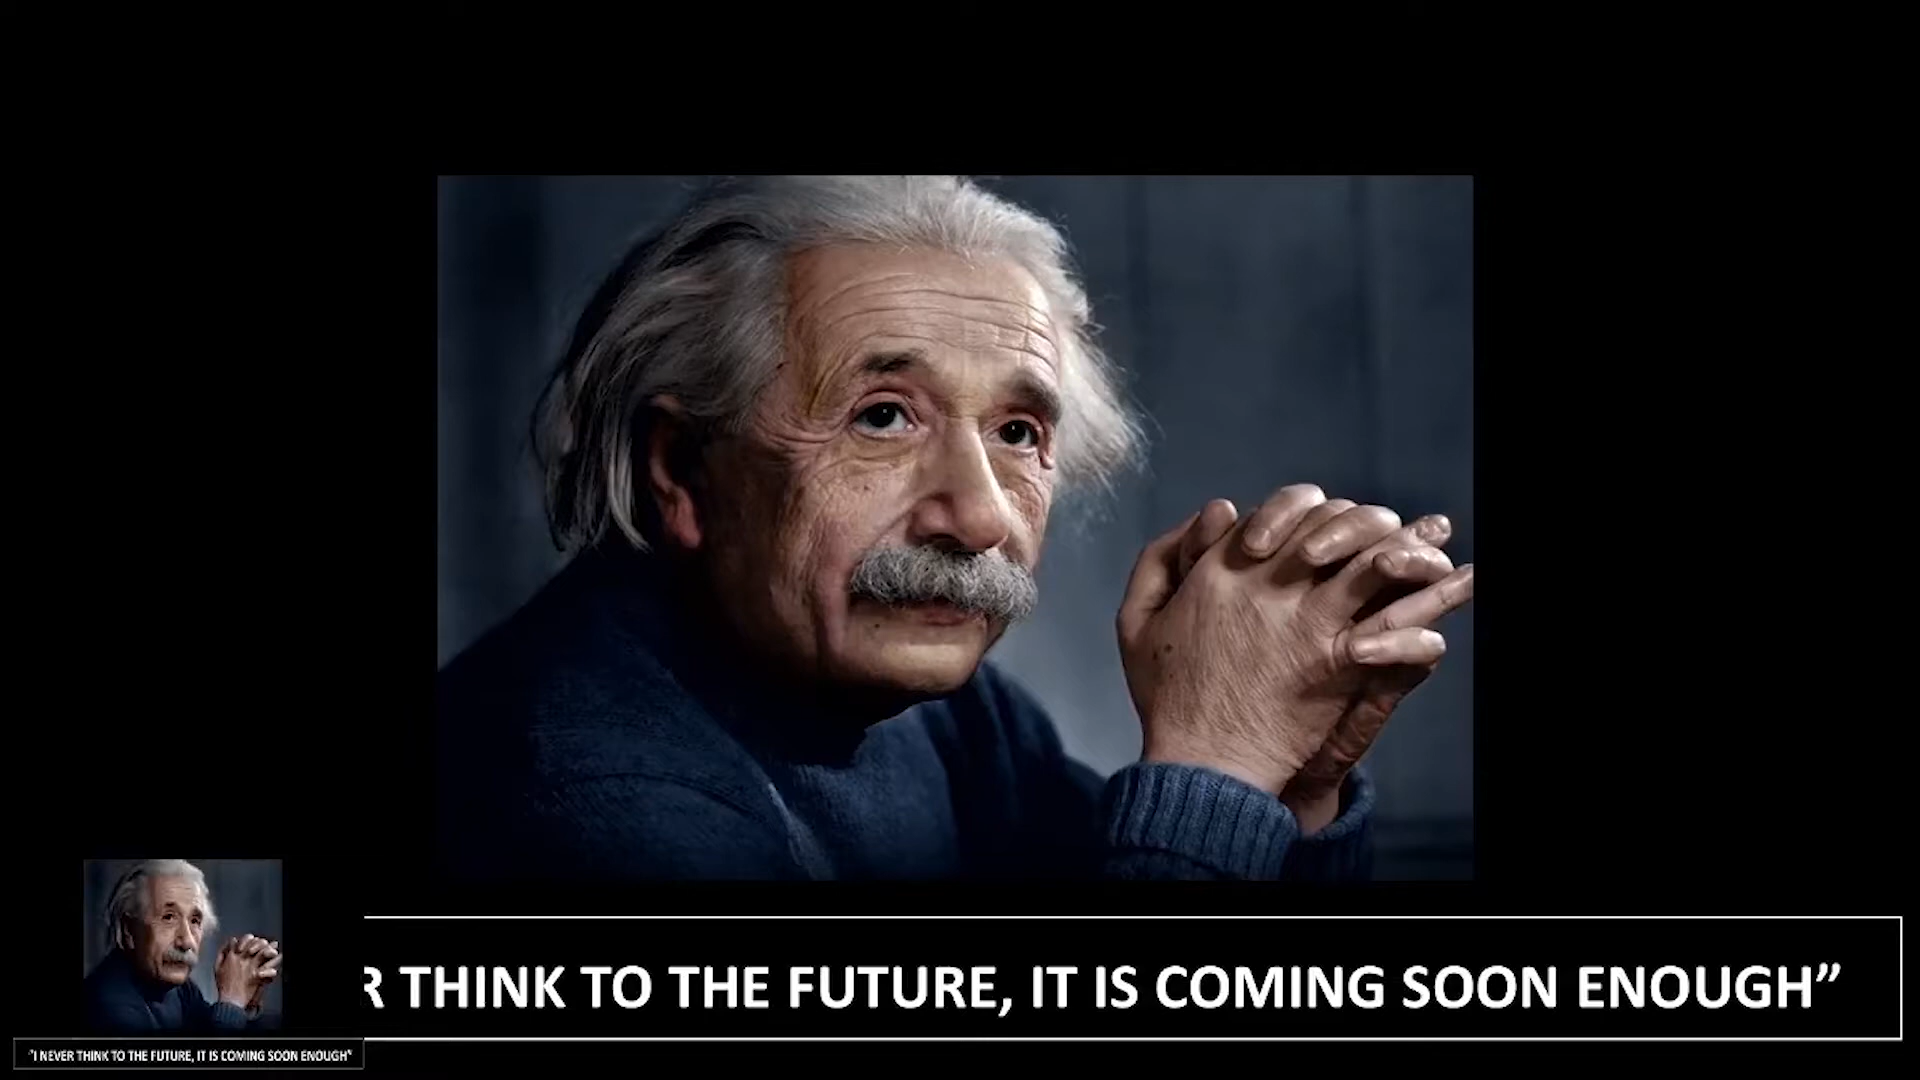 R THINK TO THE FUTURE, IT IS COMING SOON ENOUGH”
"I NEVER THINK TO THE FUTURE, IT IS COMING SOON ENOUGH"